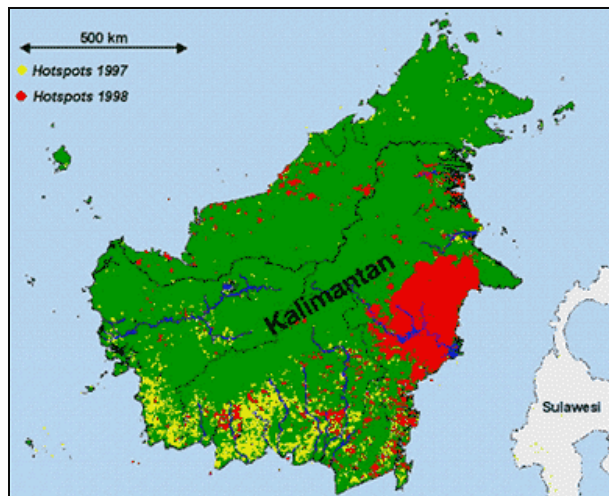 500 km
Hotspots 1997
Hotspots 1998
Kalimantan
Sulawesi